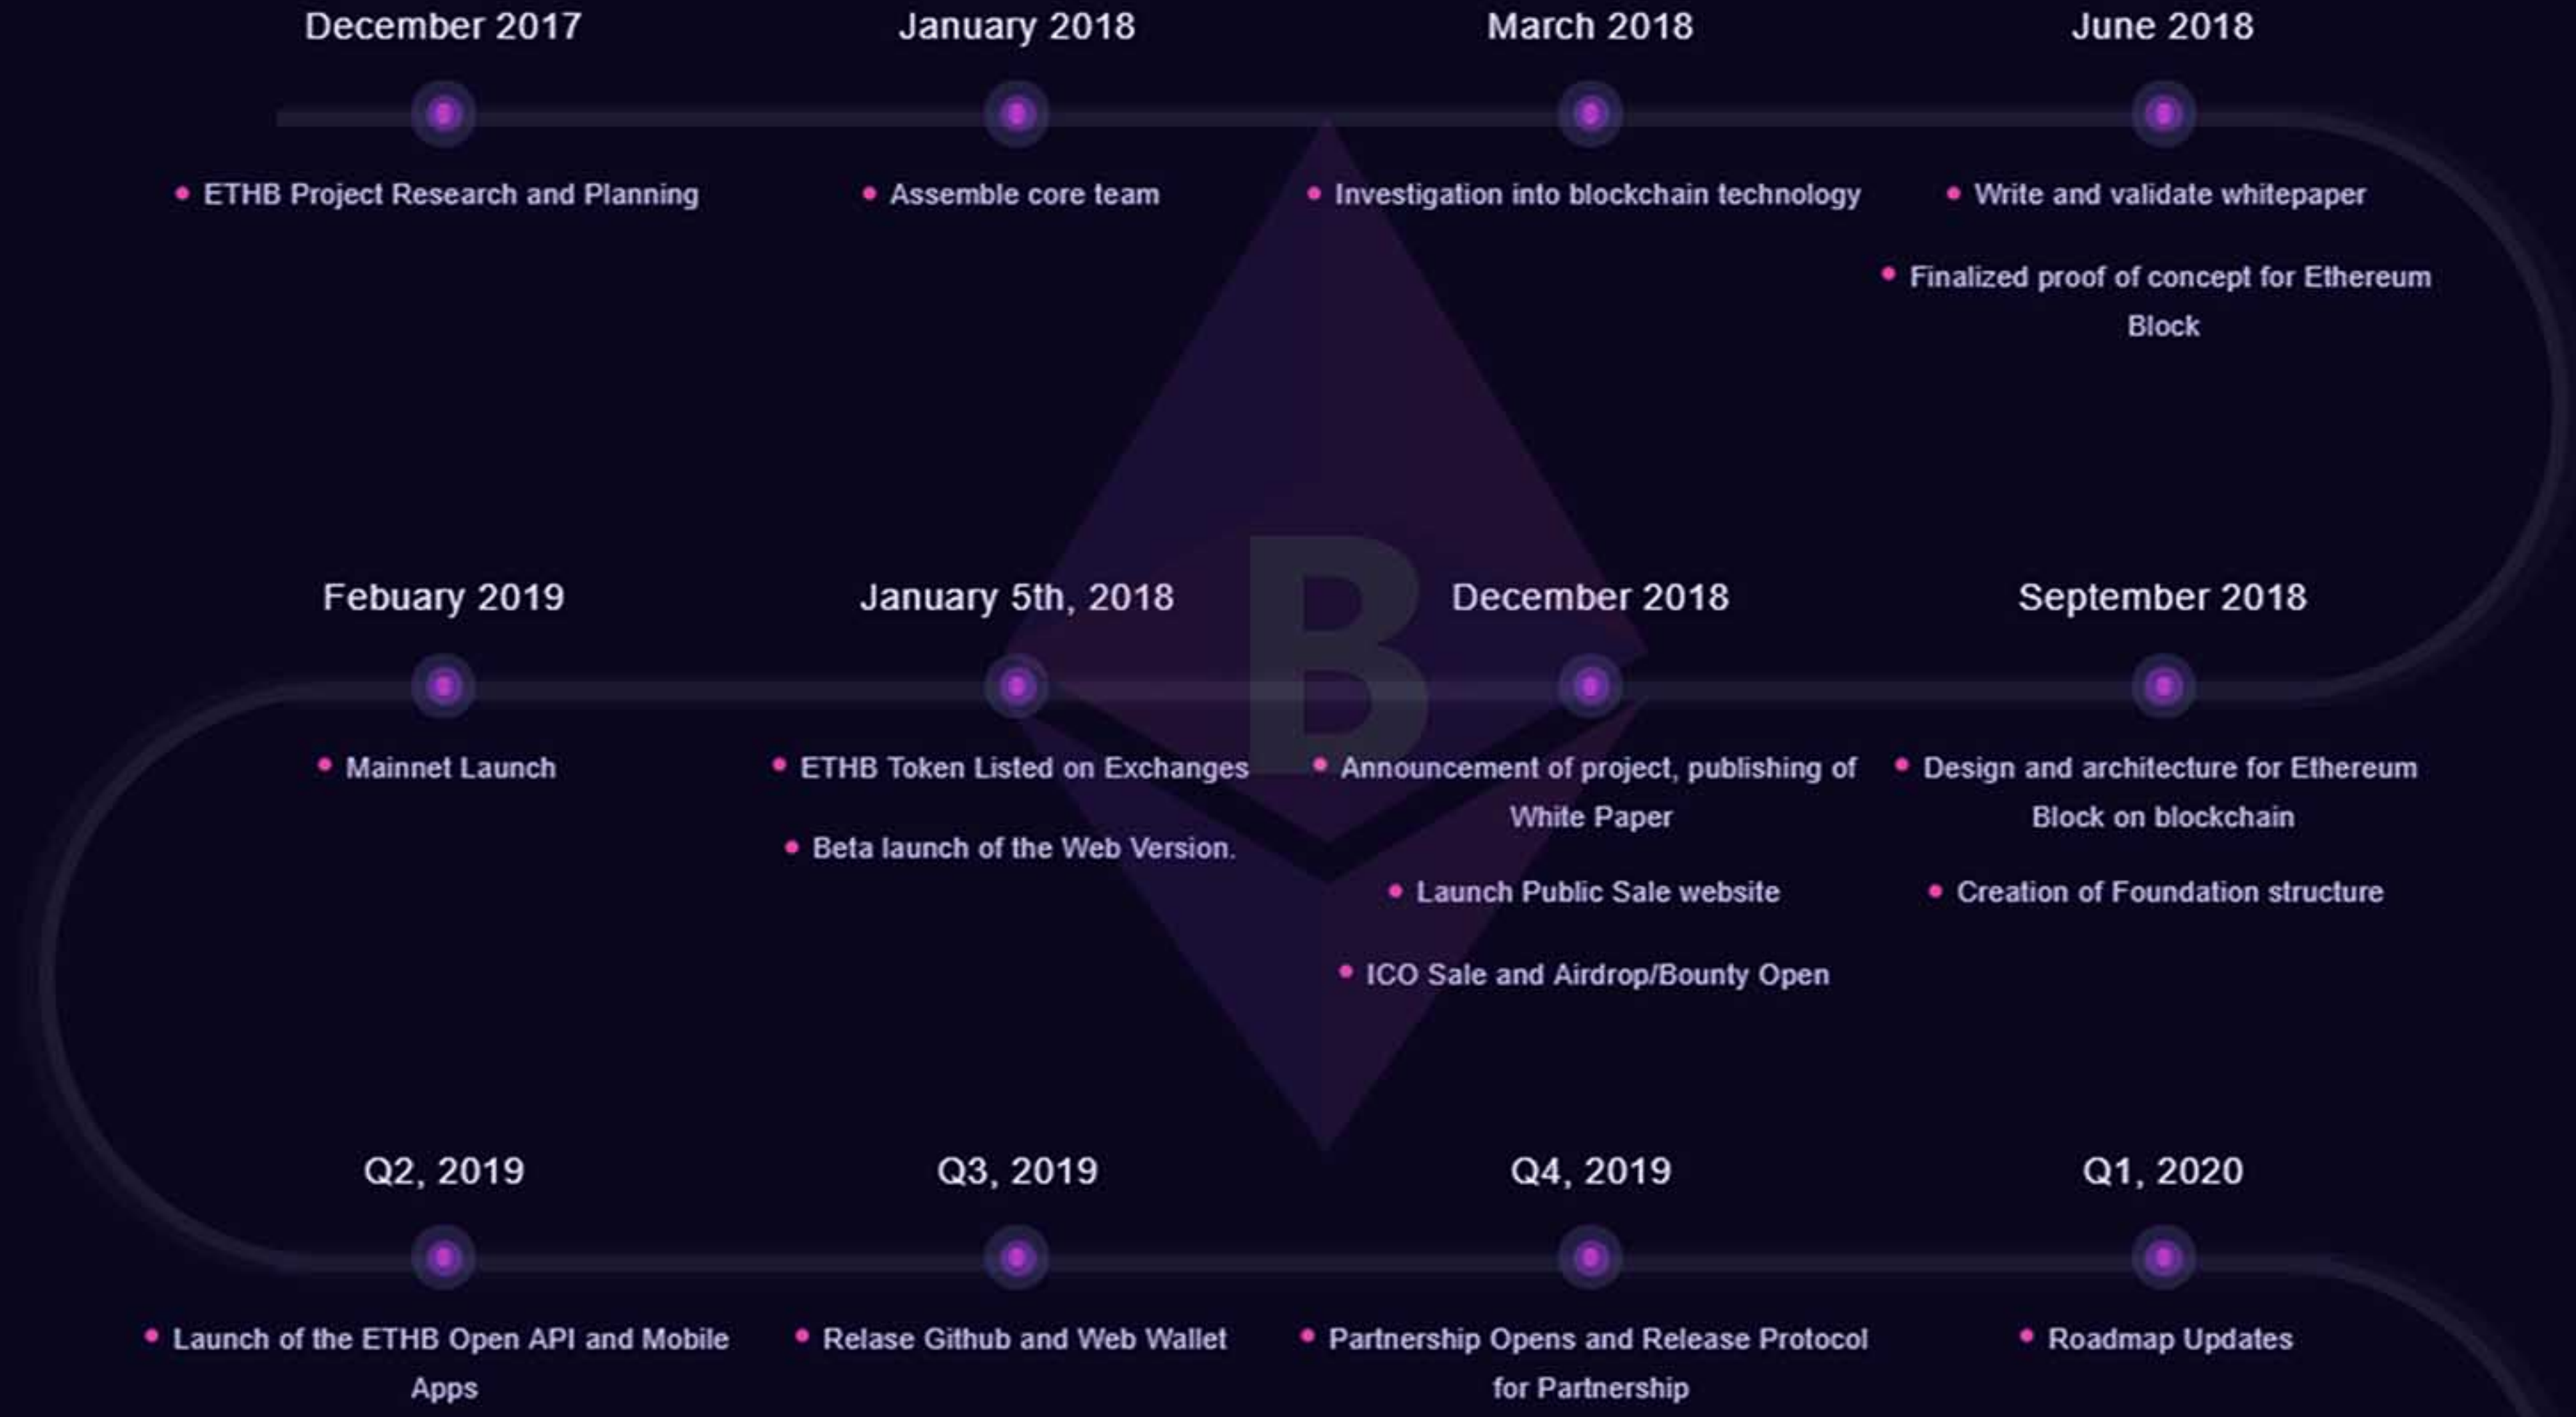 December 2017
January 2018
March 2018
June 2018
ETHB Project Research and Planning
Assemble core team
Investigation into blockchain technology
Write and validate whitepaper
Finalized proof of concept for Ethereum
Block
Febuary 2019
January 5th, 2018
December 2018
September 2018
B
Mainnet Launch
ETHB Token Listed on Exchanges
Beta launch of the Web Version.
Announcement of project, publishing of
White Paper
Launch Public Sale website
ICO Sale and Airdrop/Bounty Open
Design and architecture for Ethereum
Block on blockchain
Creation of Foundation structure
Q2, 2019
Q3, 2019
Q4, 2019
Q1, 2020
Launch of the ETHB Open API and Mobile
Apps
Relase Github and Web Wallet
Partnership Opens and Release Protocol
for Partnership
Roadmap Updates